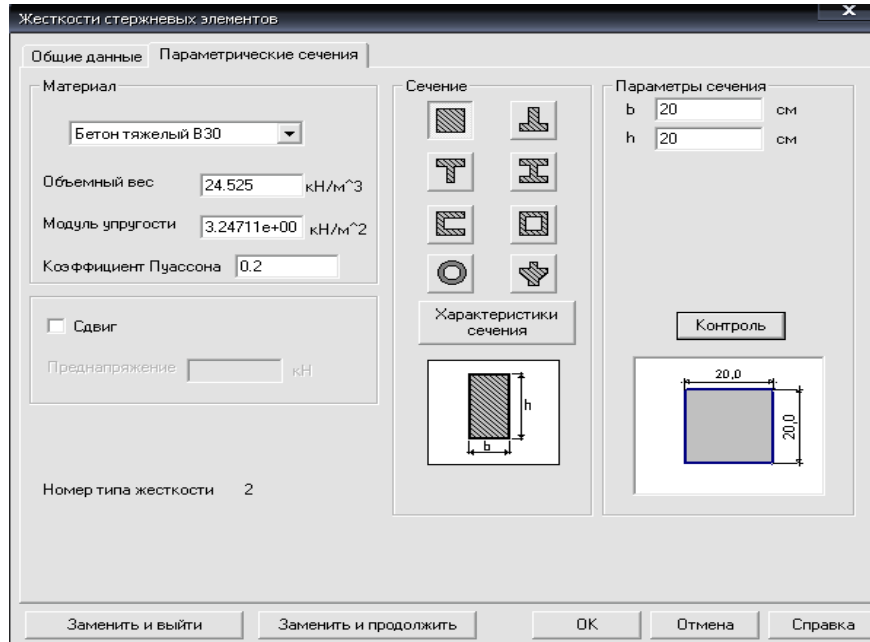 Жесткости стержневых элементов
X
Общие данные
Параметрические сечения
Материал
Бетон тяжелый B30
Объемный вес 24.525 кН/м^3
Модуль упругости 3.24711e+00 кН/м^2
Коэффициент Пуассона 0.2
Сдвиг
Преднапряжение кН
Номер типа жесткости 2
Сечение
Характеристики
сечения
h
b
Параметры сечения
b 20 см
h 20 см
Контроль
20,0
20,0
Заменить и выйти
Заменить и продолжить
OK
Отмена
Справка